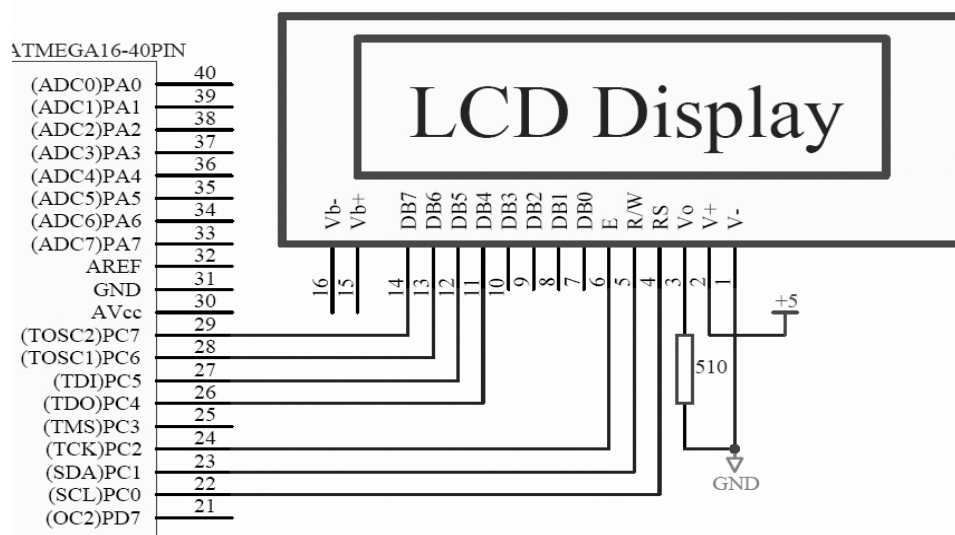 ATMEGA16-40PIN
LCD Display
(ADC0)PA0 40
(ADC1)PA1 39
(ADC2)PA2 38
(ADC3)PA3 37
(ADC4)PA4 36
(ADC5)PA5 35
(ADC6)PA6 34
(ADC7)PA7 33
AREF 32
GND 31
AVcc 30
(TOSC2)PC7 29
(TOSC1)PC6 28
(TDI)PC5 27
(TDO)PC4 26
(TMS)PC3 25
(TCK)PC2 24
(SDA)PC1 23
(SCL)PC0 22
(OC2)PD7 21
Vb- Vb+ DB7 DB6 DB5 DB4 DB3 DB2 DB1 DB0 E R/W RS Vo V+ V-
16 15 14 13 12 11 10 9 8 7 6 5 4 3 2 1
+5
510
GND